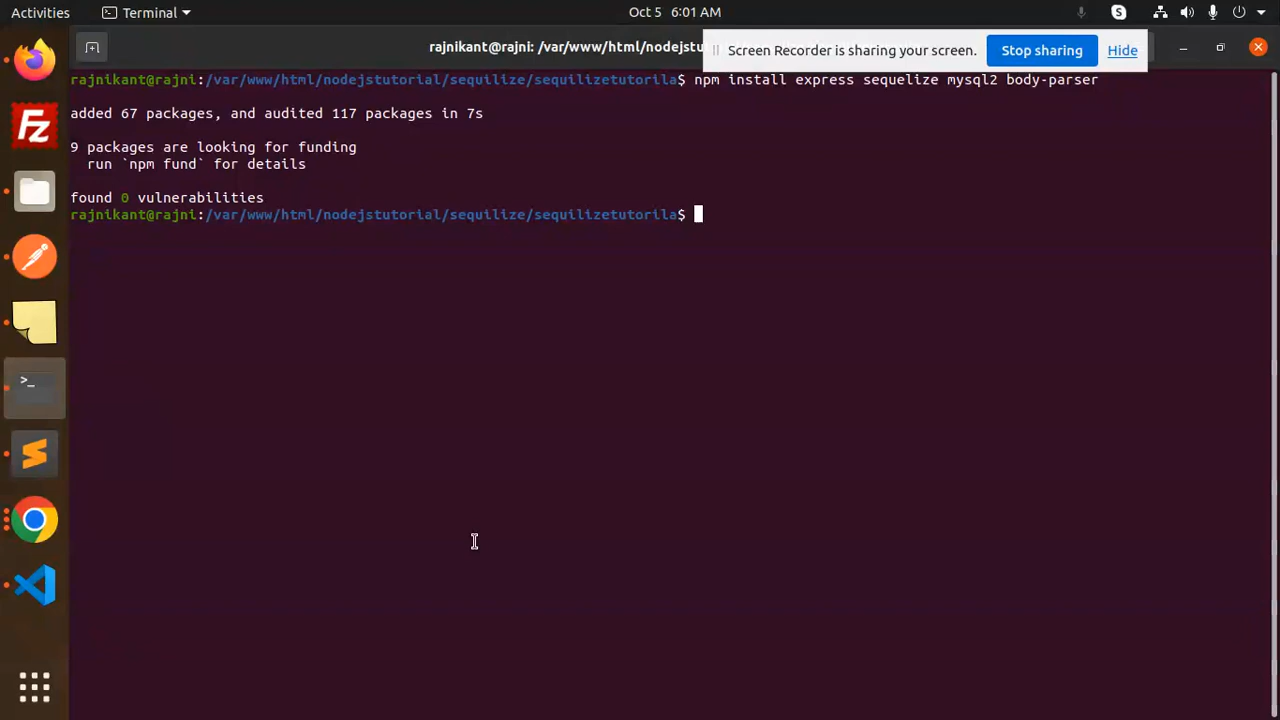 Activities
Terminal
Oct 5 6:01 AM
rajnikant@rajni: /var/www/html/nodejstu
Screen Recorder is sharing your screen.
Stop sharing
Hide
rajnikant@rajni:/var/www/html/nodejstutorial/sequilize/sequilizetutorila$ npm install express sequelize mysql2 body-parser
added 67 packages, and audited 117 packages in 7s
9 packages are looking for funding
run `npm fund` for details
found 0 vulnerabilities
rajnikant@rajni:/var/www/html/nodejstutorial/sequilize/sequilizetutorila$